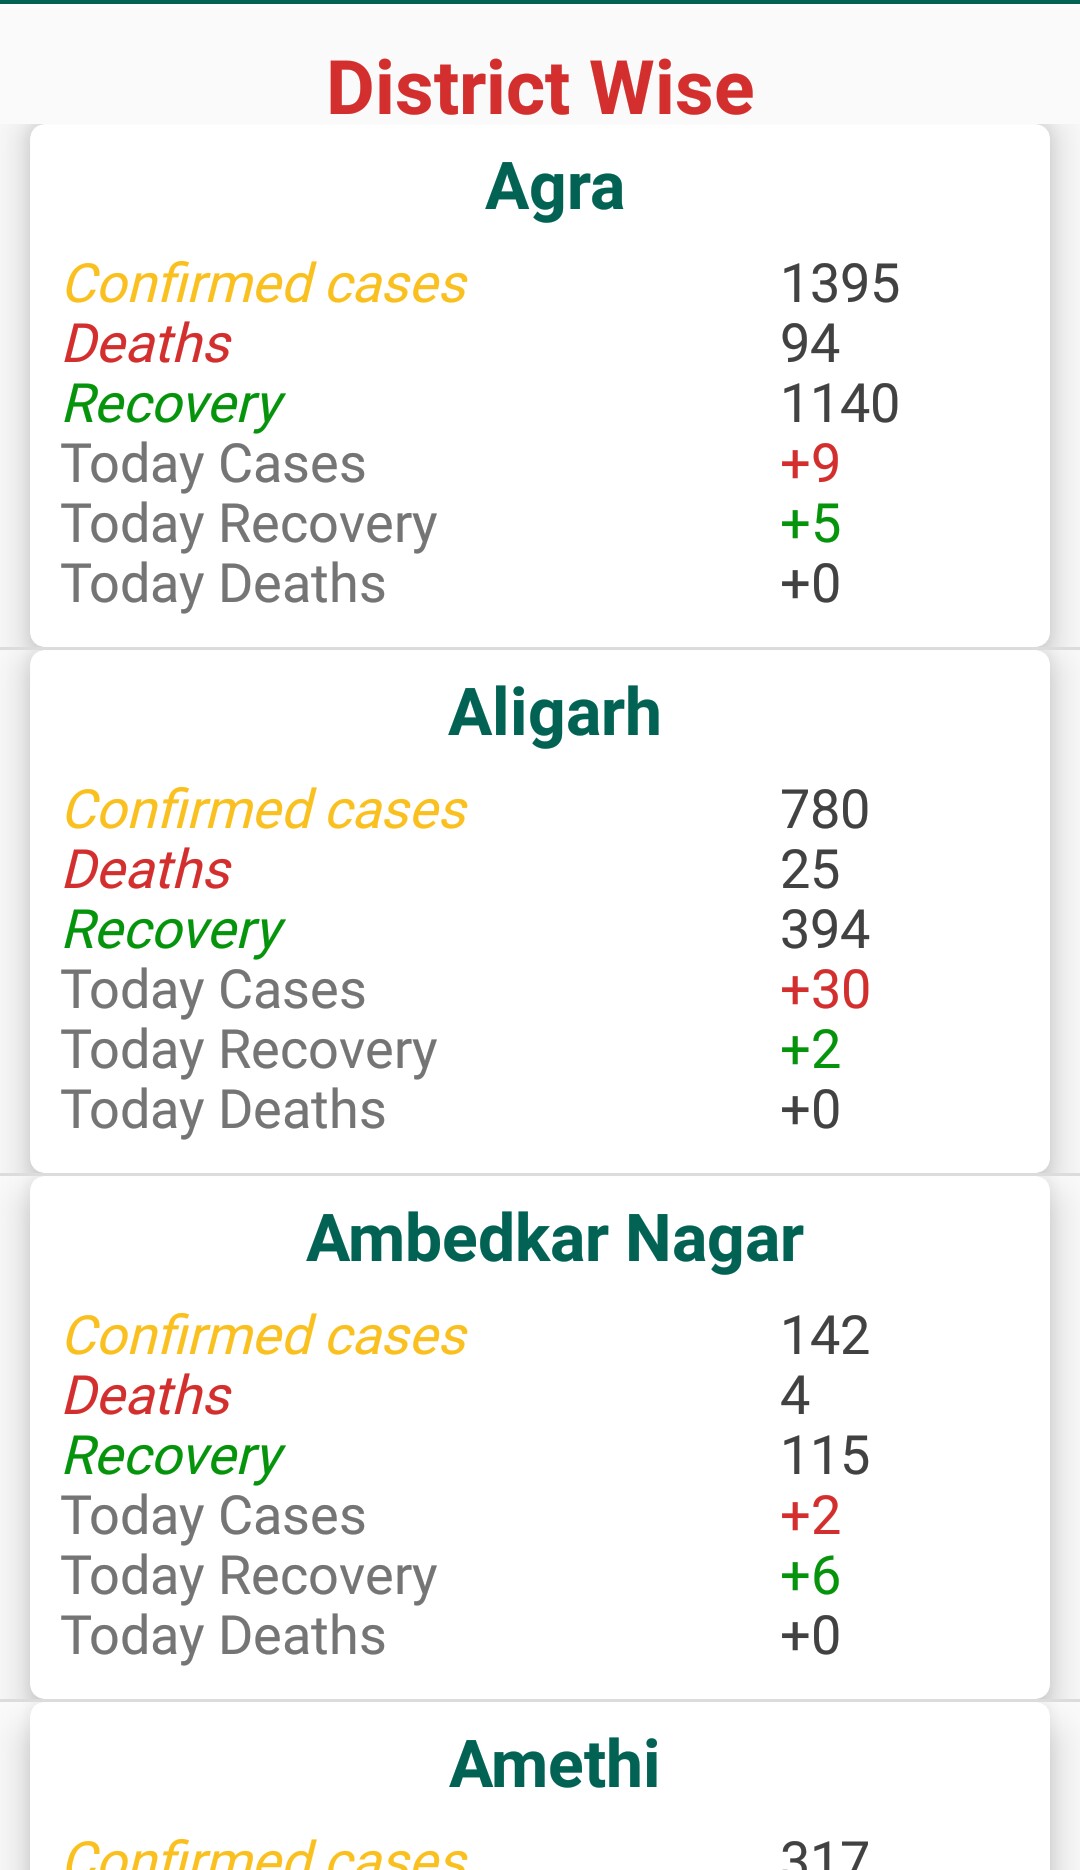 District Wise
Agra
Confirmed cases 1395
Deaths 94
Recovery 1140
Today Cases +9
Today Recovery +5
Today Deaths +0
Aligarh
Confirmed cases 780
Deaths 25
Recovery 394
Today Cases +30
Today Recovery +2
Today Deaths +0
Ambedkar Nagar
Confirmed cases 142
Deaths 4
Recovery 115
Today Cases +2
Today Recovery +6
Today Deaths +0
Amethi
Confirmed cases 317